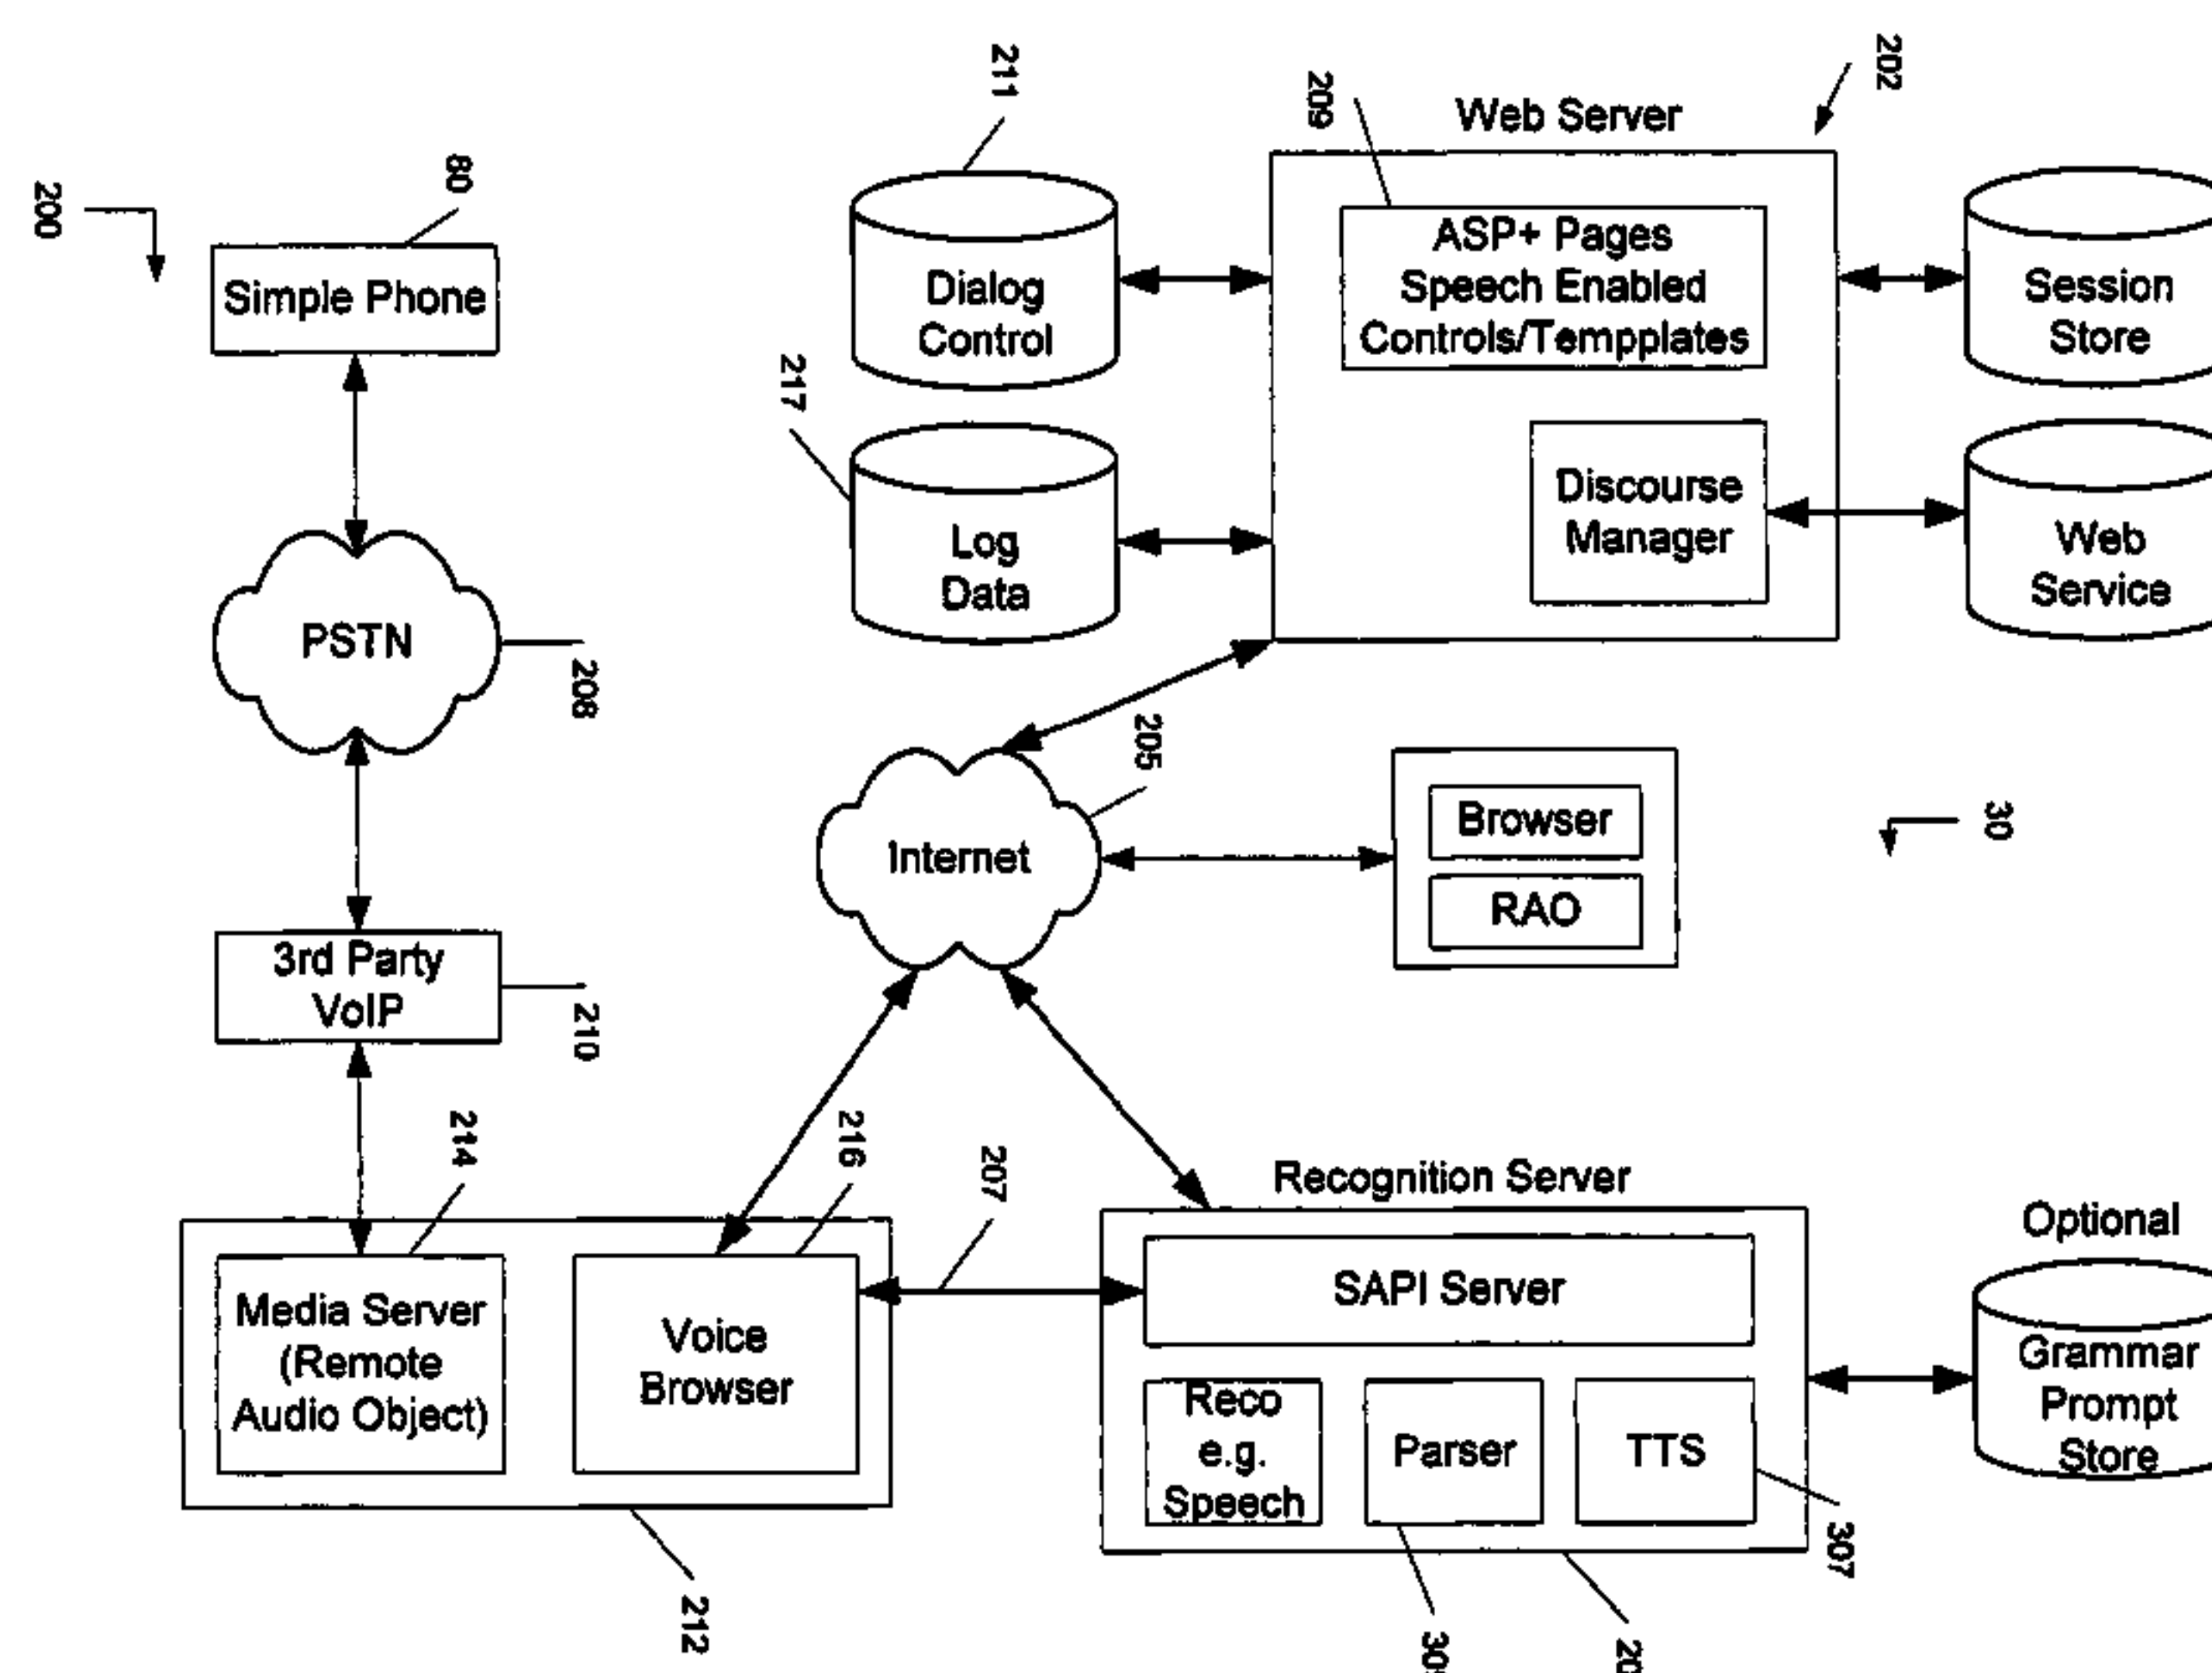 200
80
Simple Phone
PSTN
208
3rd Party
VoIP
210
214
Media Server
(Remote
Audio Object)
216
Voice
Browser
212
207
211
Dialog
Control
217
Log
Data
202
Web Server
209
ASP+ Pages
Speech Enabled
Controls/Tempplates
Discourse
Manager
Session
Store
Web
Service
205
Internet
Browser
RAO
30
Recognition Server
SAPI Server
Reco
e.g.
Speech
Parser
TTS
307
Optional
Grammar
Prompt
Store